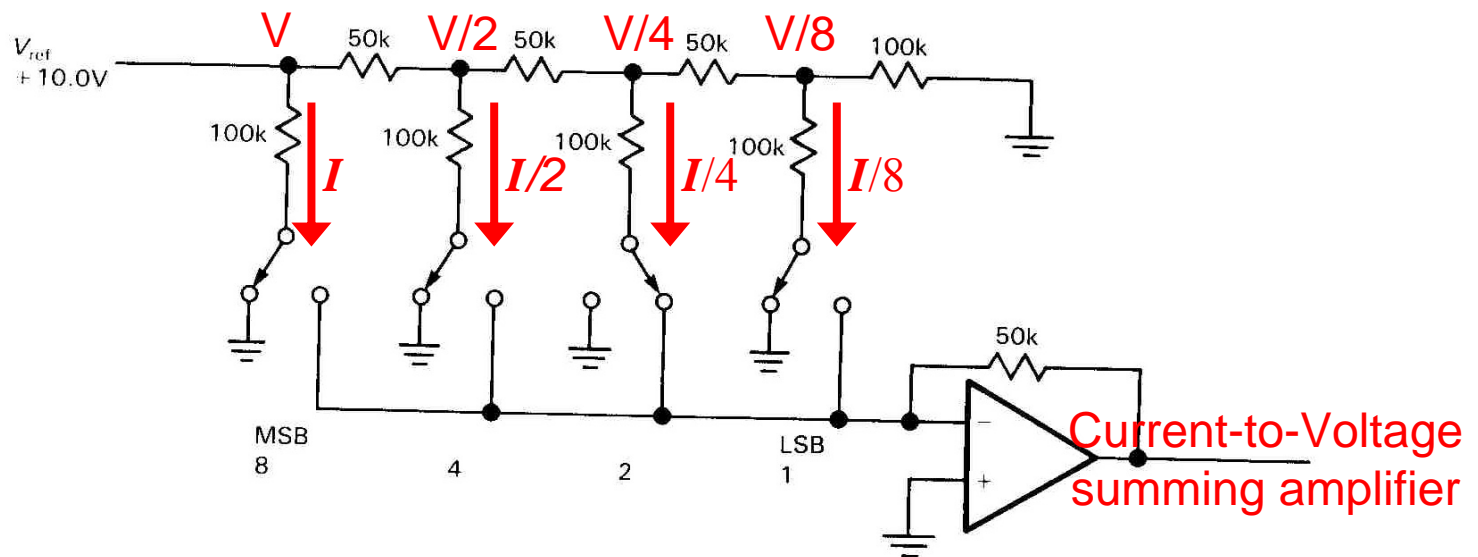 V 50k V/2 50k V/4 50k V/8 100k
Vref
+10.0V
100k 100k 100k 100k
I I/2 I/4 I/8
50k
MSB LSB
8 4 2 1
−
+
Current-to-Voltage
summing amplifier